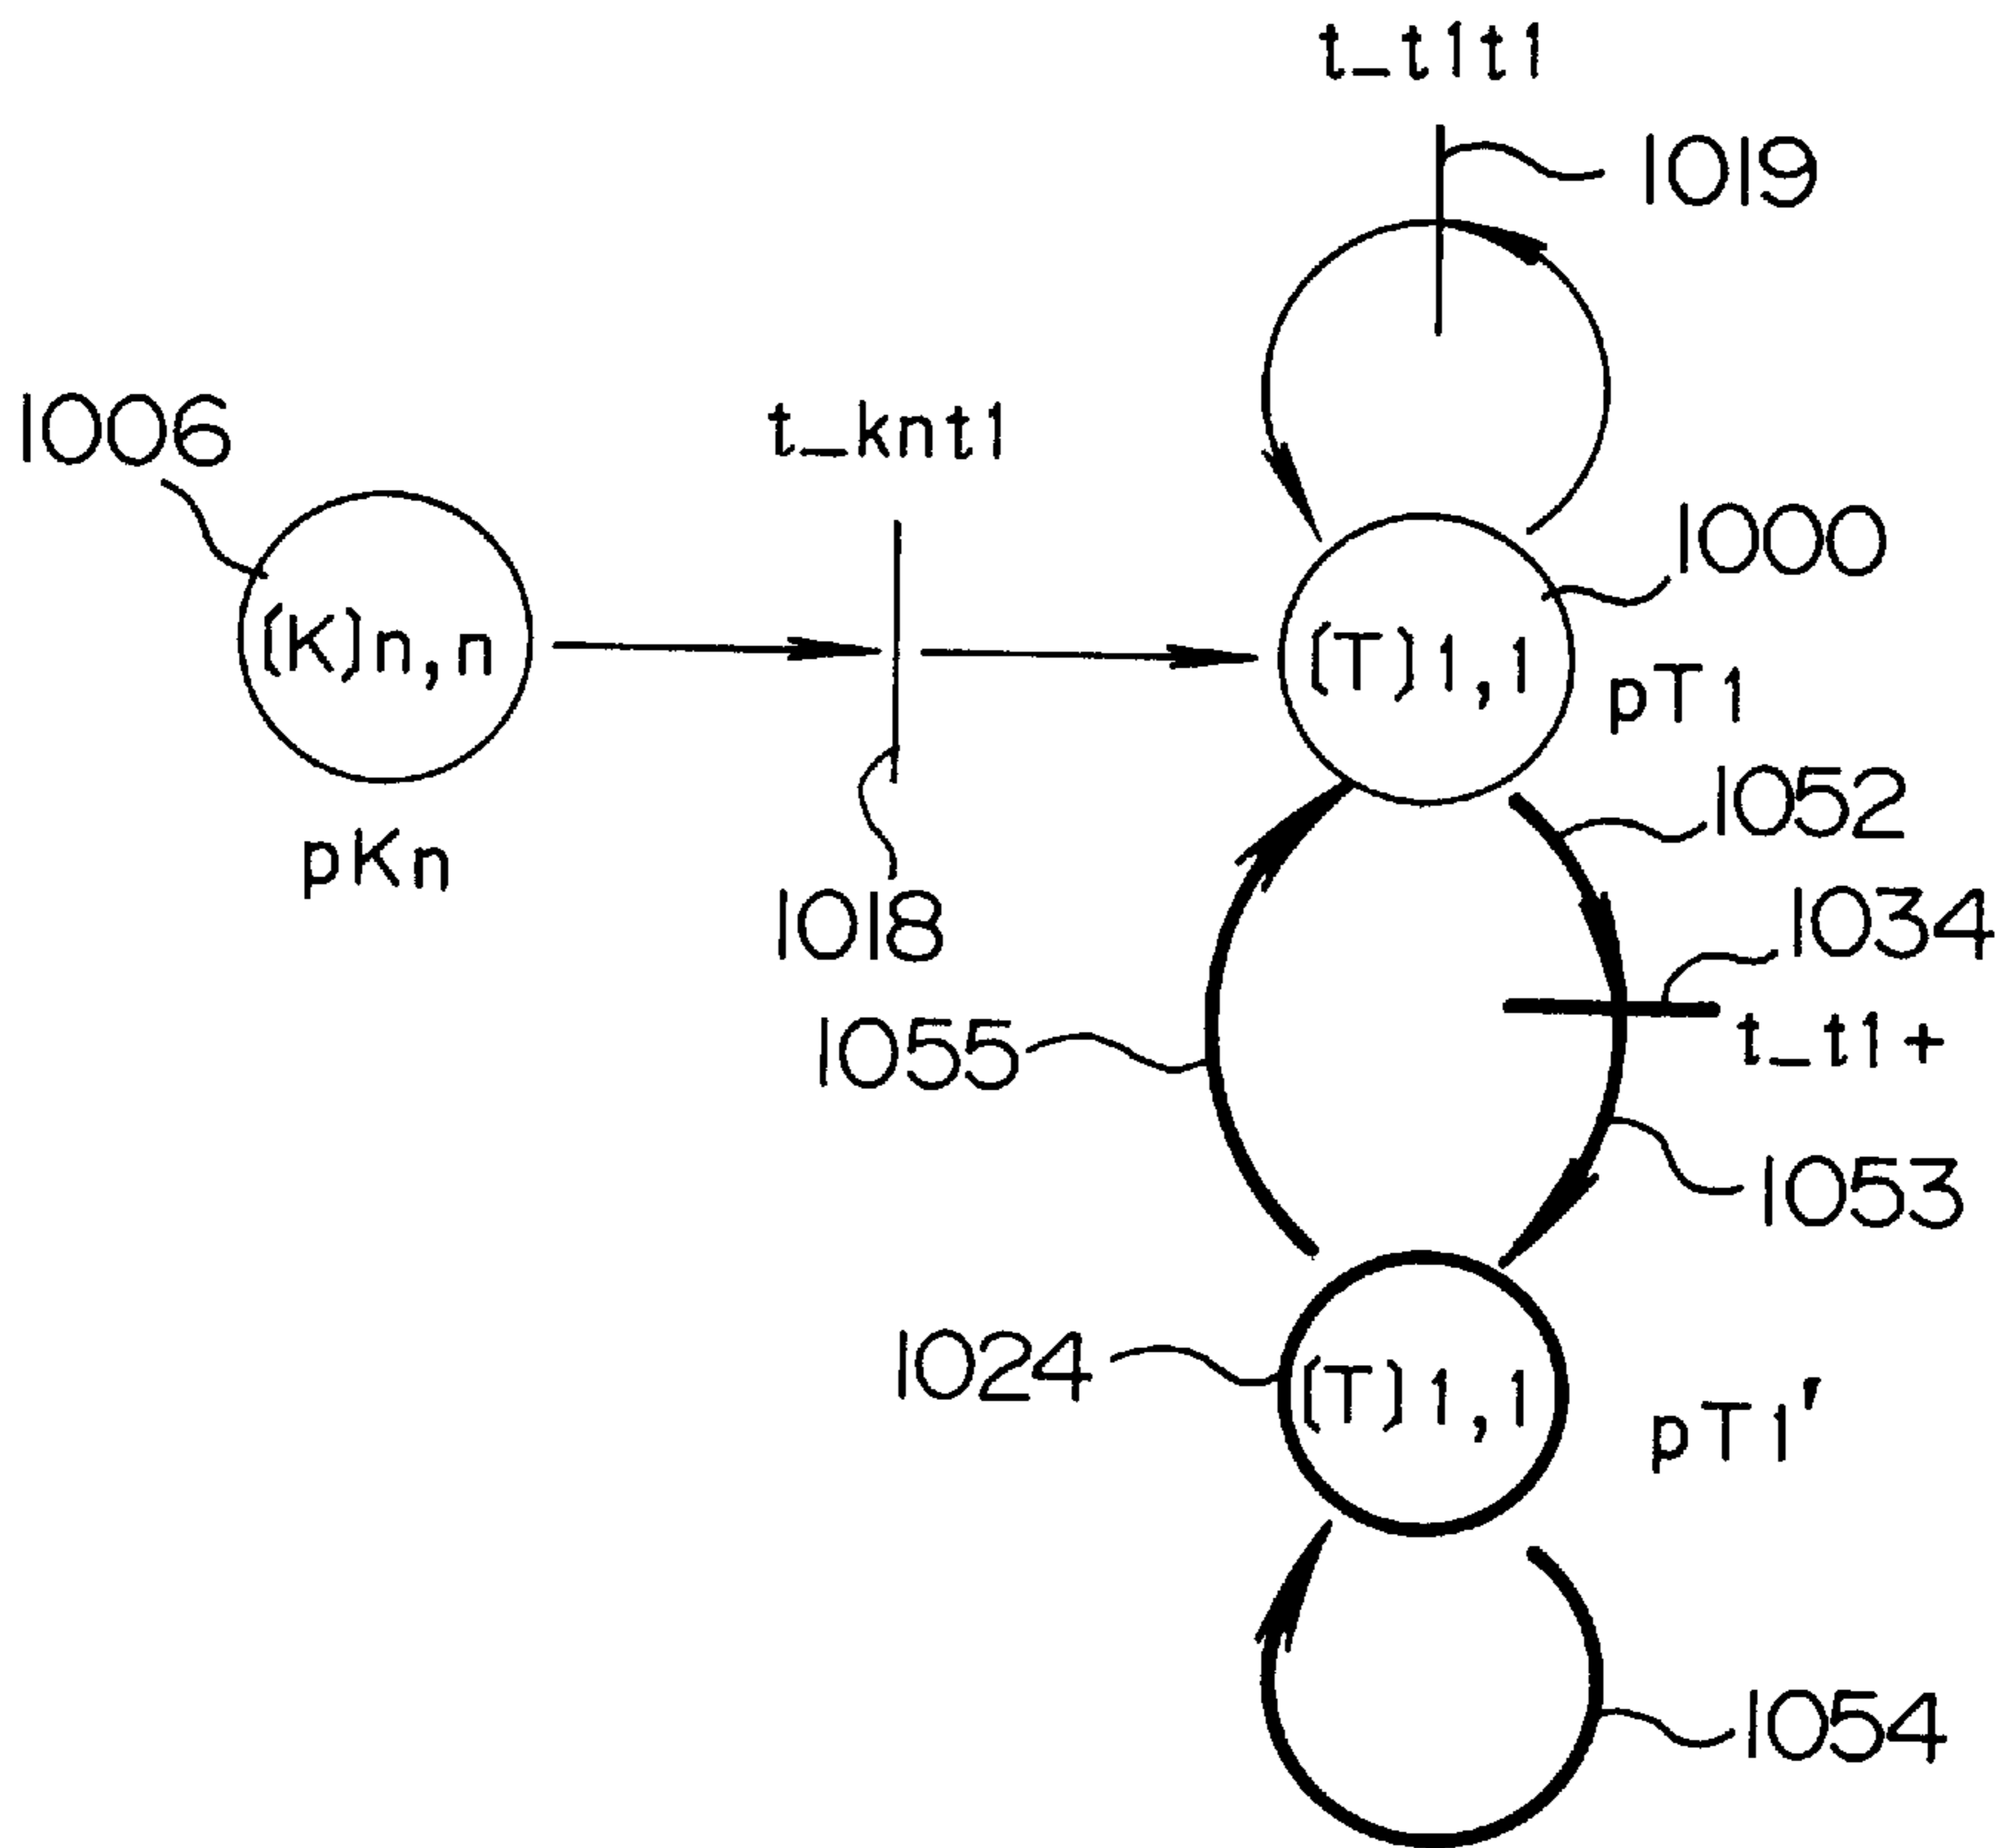 t_t1t1
1019
1006
t_knt1
1000
(K)n,n
(T)1,1
pT1
1052
pKn
1018
1034
t_t1+
1055
1053
1024
(T)1,1
pT1'
1054